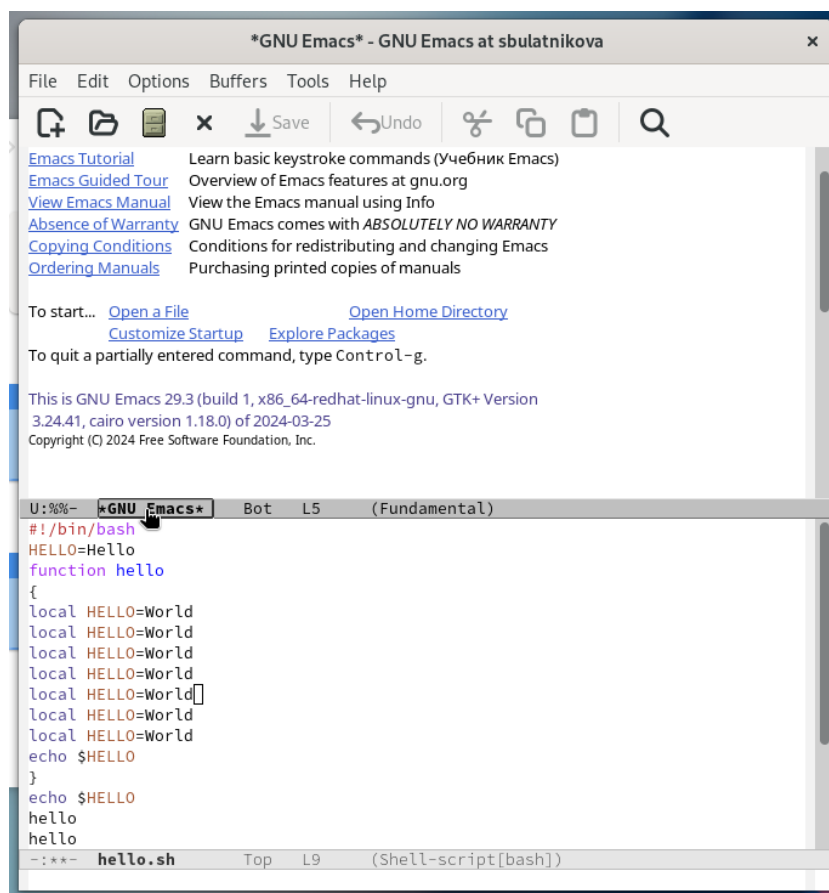 *GNU Emacs* - GNU Emacs at sbulatnikova
×
File Edit Options Buffers Tools Help
Save Undo
Emacs Tutorial Learn basic keystroke commands (Учебник Emacs)
Emacs Guided Tour Overview of Emacs features at gnu.org
View Emacs Manual View the Emacs manual using Info
Absence of Warranty GNU Emacs comes with ABSOLUTELY NO WARRANTY
Copying Conditions Conditions for redistributing and changing Emacs
Ordering Manuals Purchasing printed copies of manuals
To start... Open a File Open Home Directory
Customize Startup Explore Packages
To quit a partially entered command, type Control-g.
This is GNU Emacs 29.3 (build 1, x86_64-redhat-linux-gnu, GTK+ Version
3.24.41, cairo version 1.18.0) of 2024-03-25
Copyright (C) 2024 Free Software Foundation, Inc.
U:%%- *GNU Emacs* Bot L5 (Fundamental)
#!/bin/bash
HELLO=Hello
function hello
{
local HELLO=World
local HELLO=World
local HELLO=World
local HELLO=World
local HELLO=World
local HELLO=World
local HELLO=World
echo $HELLO
}
echo $HELLO
hello
hello
-:**- hello.sh Top L9 (Shell-script[bash])